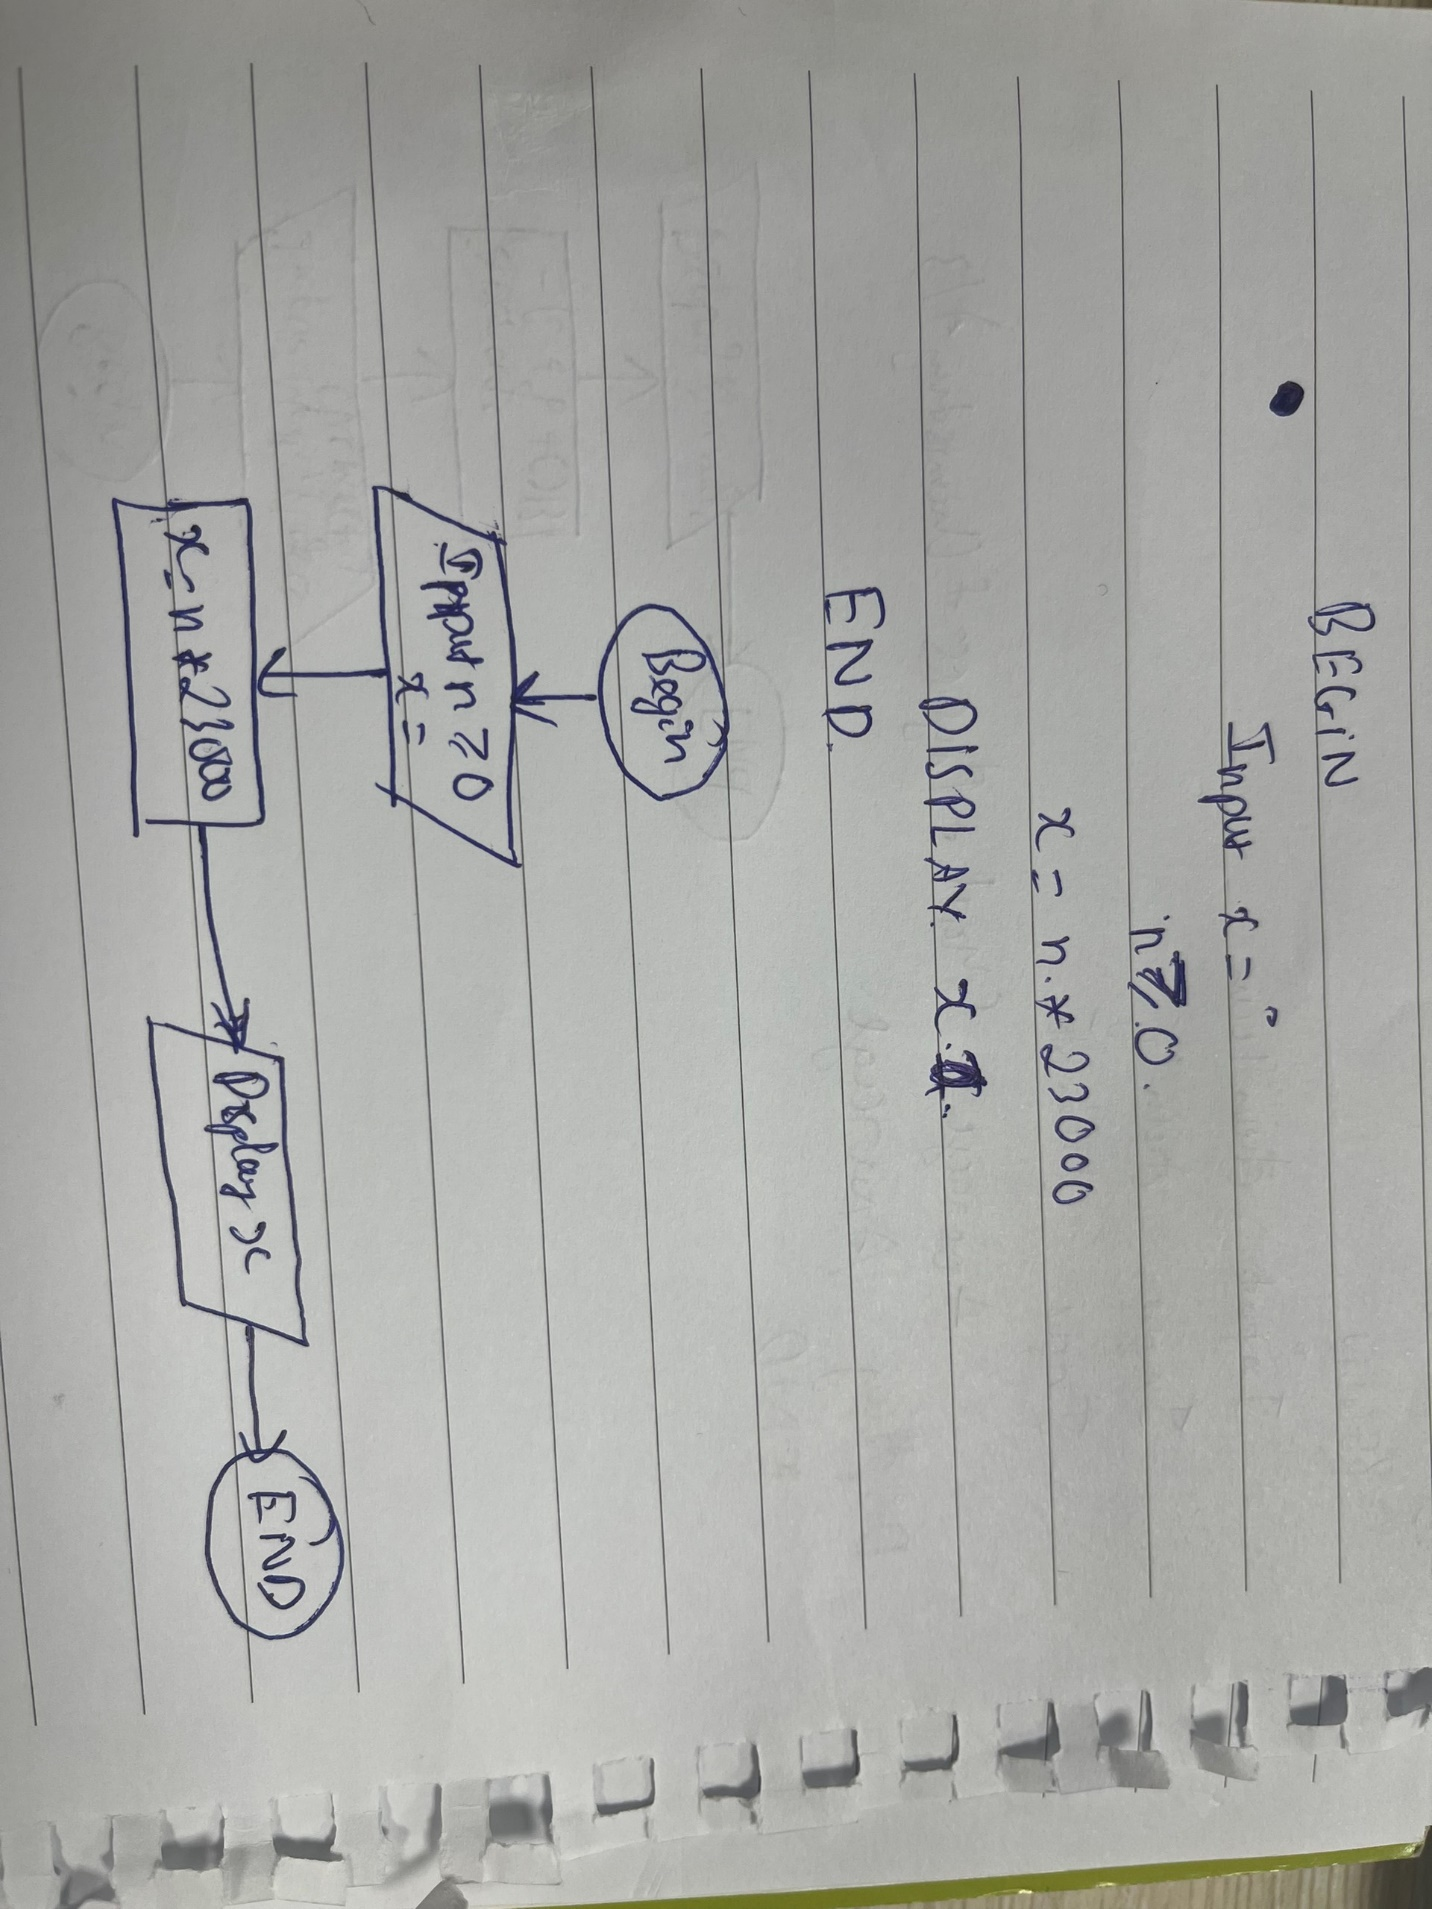 BEGiN
Input x =
n ≥ 0.
x = n * 23000
DISPLAY x
END
Begin
Input n ≥ 0
x =
x = n * 23000
Display x
END